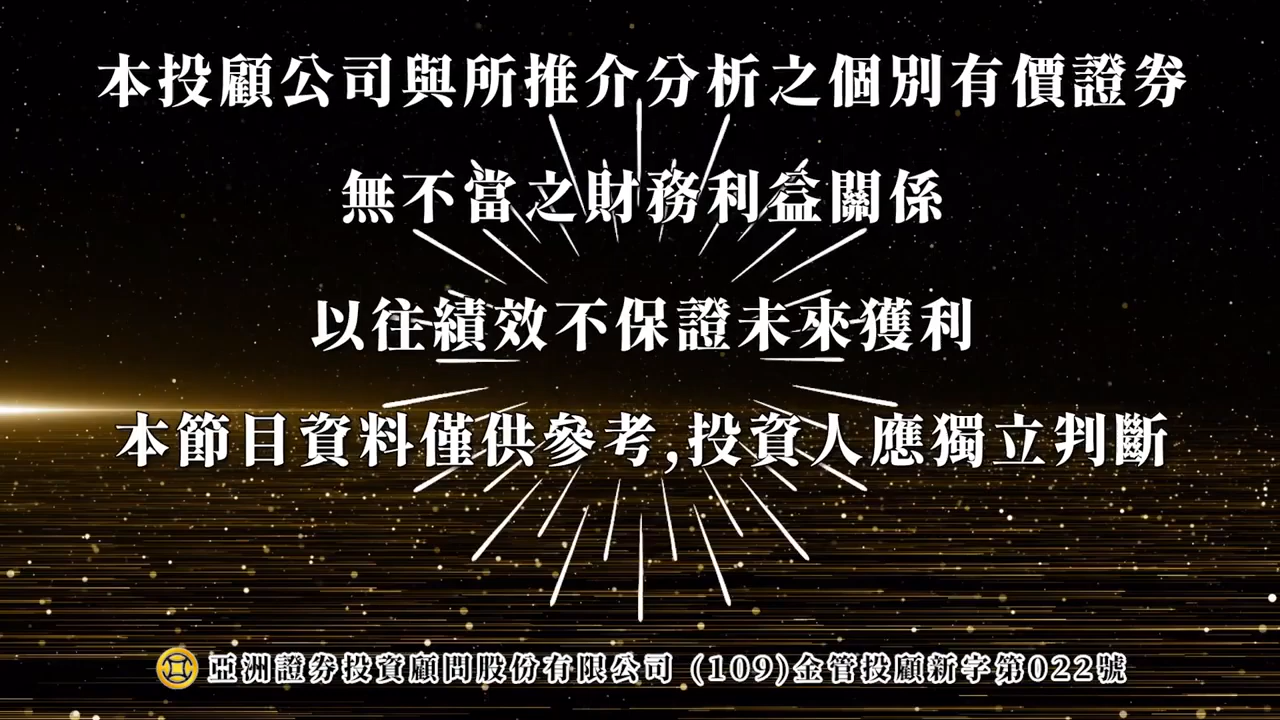 本投顧公司與所推介分析之個別有價證券
無不當之財務利益關係
以往績效不保證未來獲利
本節目資料僅供參考,投資人應獨立判斷
亞洲證券投資顧問股份有限公司 (109)金管投顧新字第022號